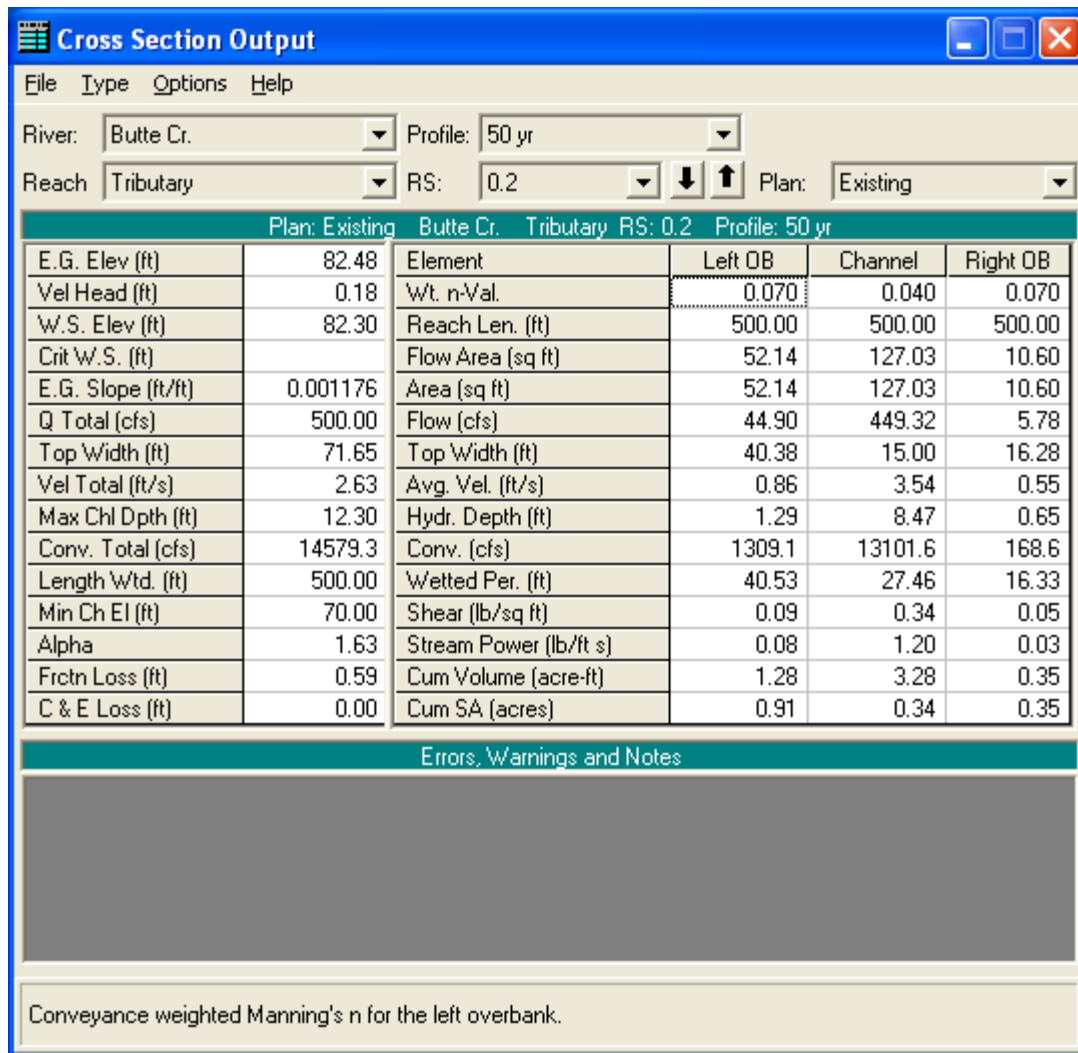 Cross Section Output
File Type Options Help
River: Butte Cr. Profile: 50 yr
Reach Tributary RS: 0.2 Plan: Existing
Plan: Existing Butte Cr. Tributary RS: 0.2 Profile: 50 yr
E.G. Elev (ft) 82.48 Element Left OB Channel Right OB
Vel Head (ft) 0.18 Wt. n-Val. 0.070 0.040 0.070
W.S. Elev (ft) 82.30 Reach Len. (ft) 500.00 500.00 500.00
Crit W.S. (ft) Flow Area (sq ft) 52.14 127.03 10.60
E.G. Slope (ft/ft) 0.001176 Area (sq ft) 52.14 127.03 10.60
Q Total (cfs) 500.00 Flow (cfs) 44.90 449.32 5.78
Top Width (ft) 71.65 Top Width (ft) 40.38 15.00 16.28
Vel Total (ft/s) 2.63 Avg. Vel. (ft/s) 0.86 3.54 0.55
Max Chl Dpth (ft) 12.30 Hydr. Depth (ft) 1.29 8.47 0.65
Conv. Total (cfs) 14579.3 Conv. (cfs) 1309.1 13101.6 168.6
Length Wtd. (ft) 500.00 Wetted Per. (ft) 40.53 27.46 16.33
Min Ch El (ft) 70.00 Shear (lb/sq ft) 0.09 0.34 0.05
Alpha 1.63 Stream Power (lb/ft s) 0.08 1.20 0.03
Frctn Loss (ft) 0.59 Cum Volume (acre-ft) 1.28 3.28 0.35
C & E Loss (ft) 0.00 Cum SA (acres) 0.91 0.34 0.35
Errors, Warnings and Notes
Conveyance weighted Manning's n for the left overbank.